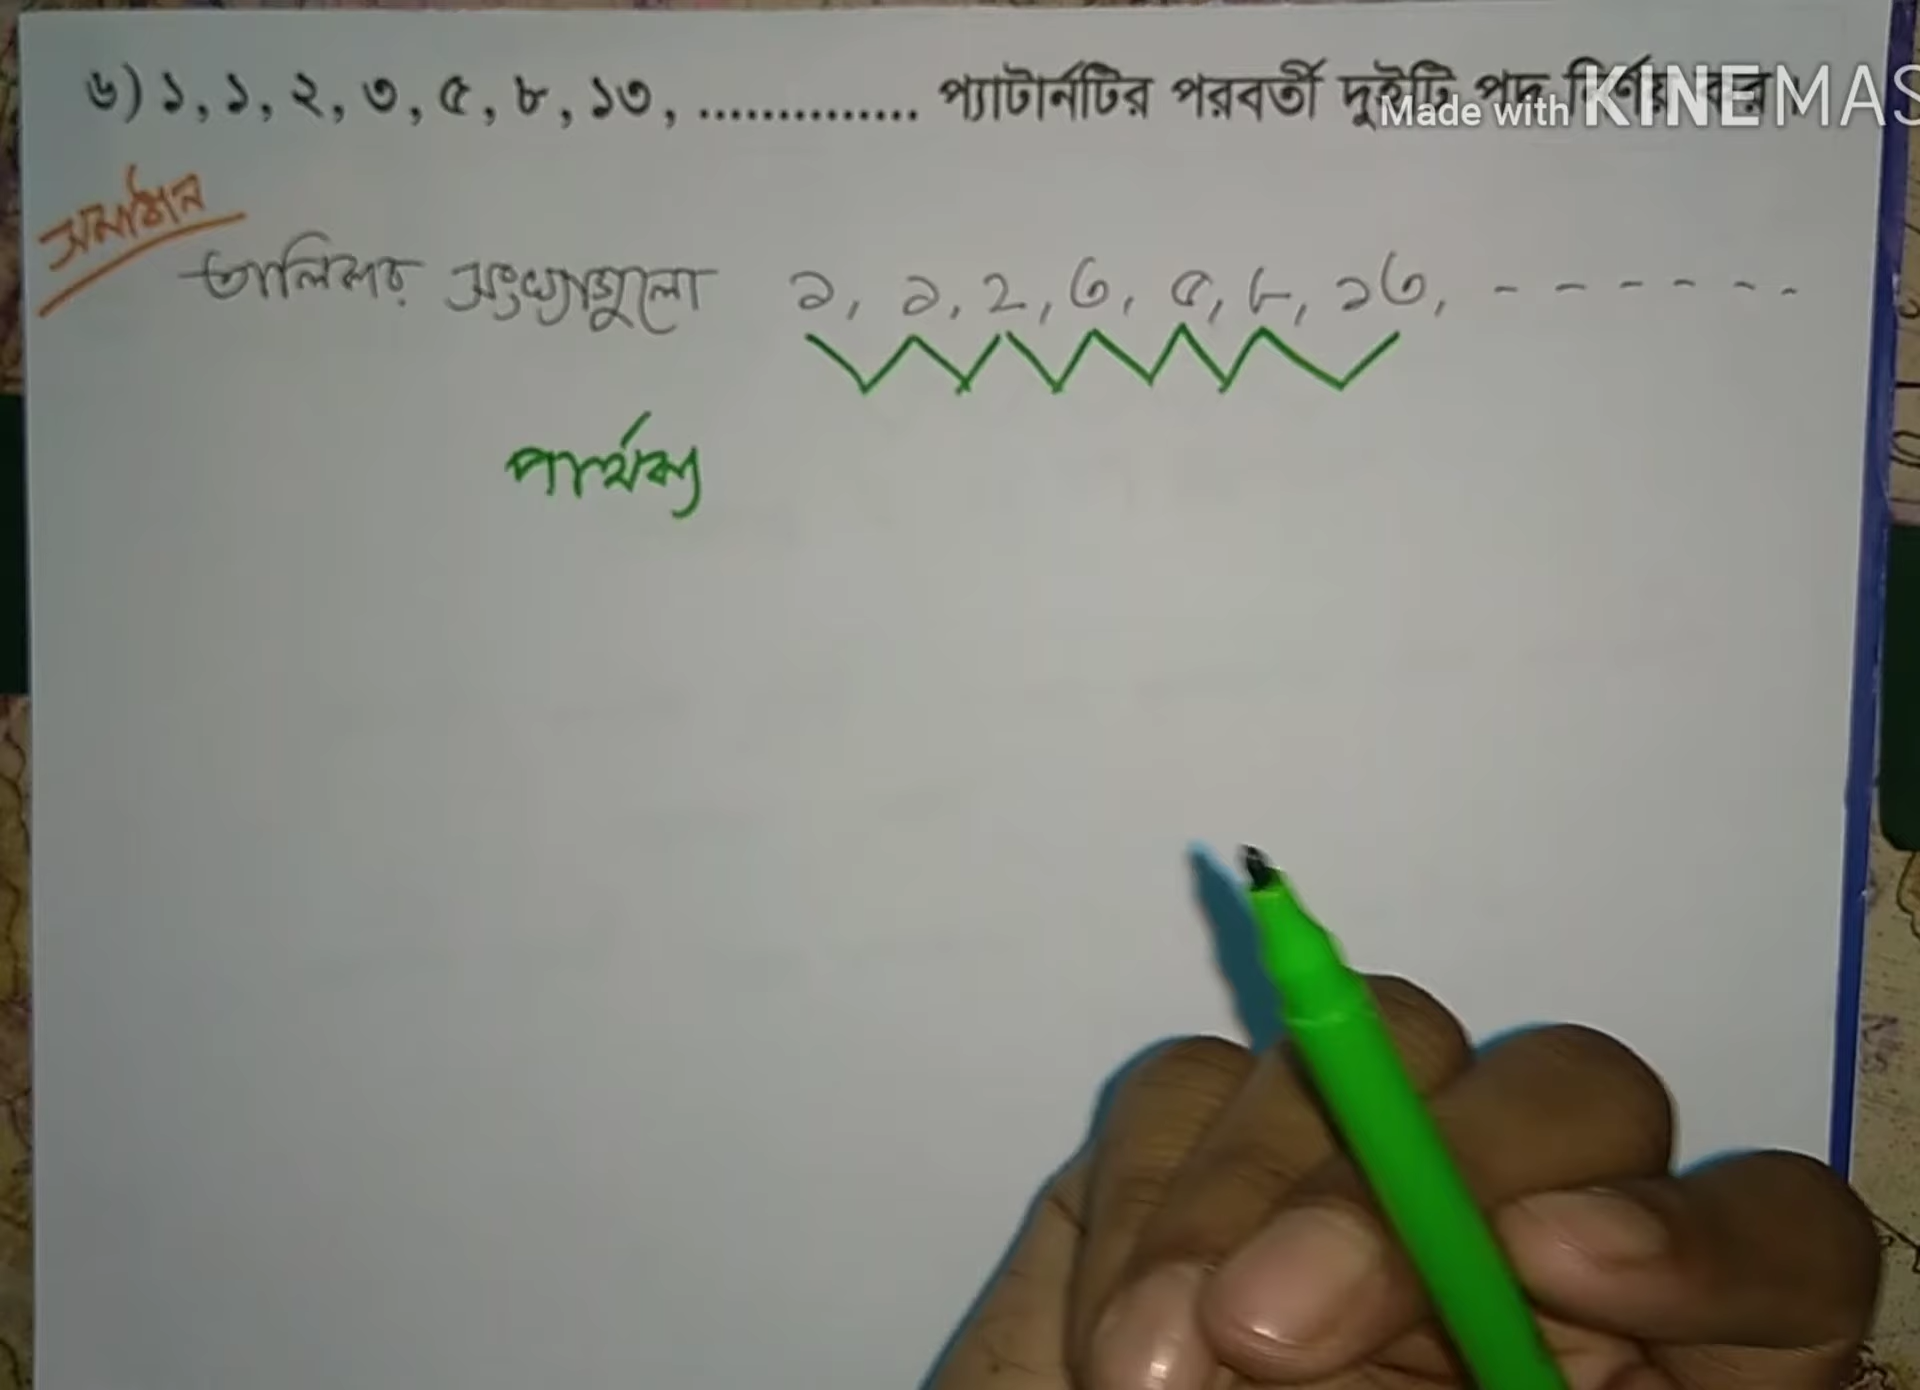 ৬) ১, ১, ২, ৩, ৫, ৮, ১৩, .............. প্যাটার্নটির পরবর্তী দুইটি পদ নির্ণয় কর।
Made with KINEMAS
সমাধান
তালিকার সংখ্যাগুলো ১, ১, ২, ৩, ৫, ৮, ১৩, - - - - - - -
পার্থক্য